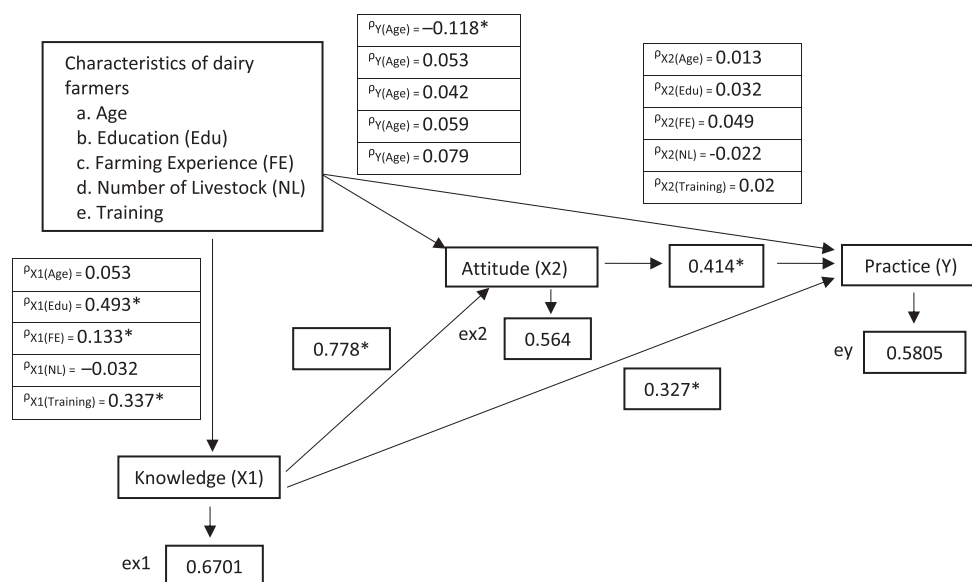 Characteristics of dairy
farmers
a. Age
b. Education (Edu)
c. Farming Experience (FE)
d. Number of Livestock (NL)
e. Training
ρY(Age) = –0.118*
ρY(Age) = 0.053
ρY(Age) = 0.042
ρY(Age) = 0.059
ρY(Age) = 0.079
ρX2(Age) = 0.013
ρX2(Edu) = 0.032
ρX2(FE) = 0.049
ρX2(NL) = -0.022
ρX2(Training) = 0.02
ρX1(Age) = 0.053
ρX1(Edu) = 0.493*
ρX1(FE) = 0.133*
ρX1(NL) = –0.032
ρX1(Training) = 0.337*
Attitude (X2)
0.414*
Practice (Y)
ex2
0.564
ey
0.5805
0.778*
0.327*
Knowledge (X1)
ex1
0.6701